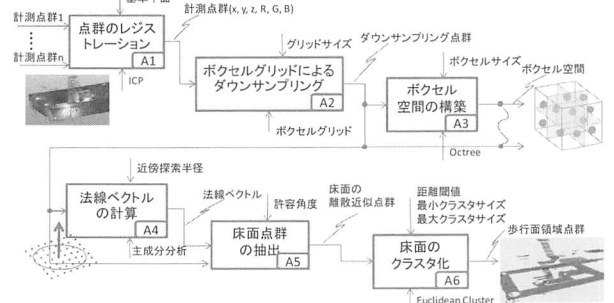 計測点群1
計測点群n
点群のレジス
トレーション
A1
ICP
計測点群(x, y, z, R, G, B)
グリッドサイズ
ダウンサンプリング点群
ボクセルグリッドによる
ダウンサンプリング
A2
ボクセルグリッド
ボクセルサイズ
ボクセル空間
ボクセル
空間の構築
A3
Octree
近傍探索半径
法線ベクトル
の計算
A4
主成分分析
法線ベクトル
許容角度
床面点群
の抽出
A5
床面の
離散近似点群
距離閾値
最小クラスタサイズ
最大クラスタサイズ
床面の
クラスタ化
A6
歩行面領域点群
Euclidean Cluster